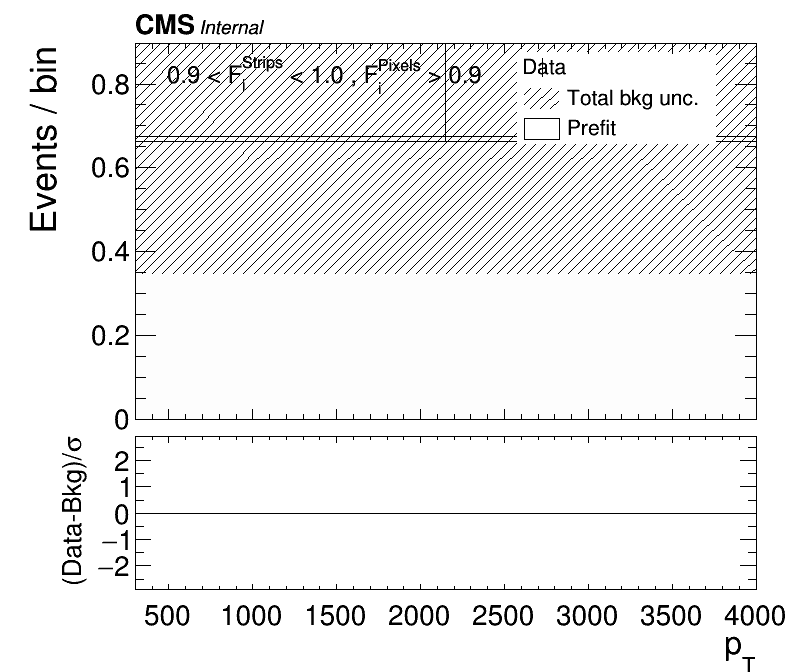 CMS Internal
Events / bin
0.9 < F_i^Strips < 1.0 , F_i^Pixels > 0.9
Data
Total bkg unc.
Prefit
0.8
0.6
0.4
0.2
0
(Data-Bkg)/σ
2
1
0
−1
−2
500 1000 1500 2000 2500 3000 3500 4000
p_T